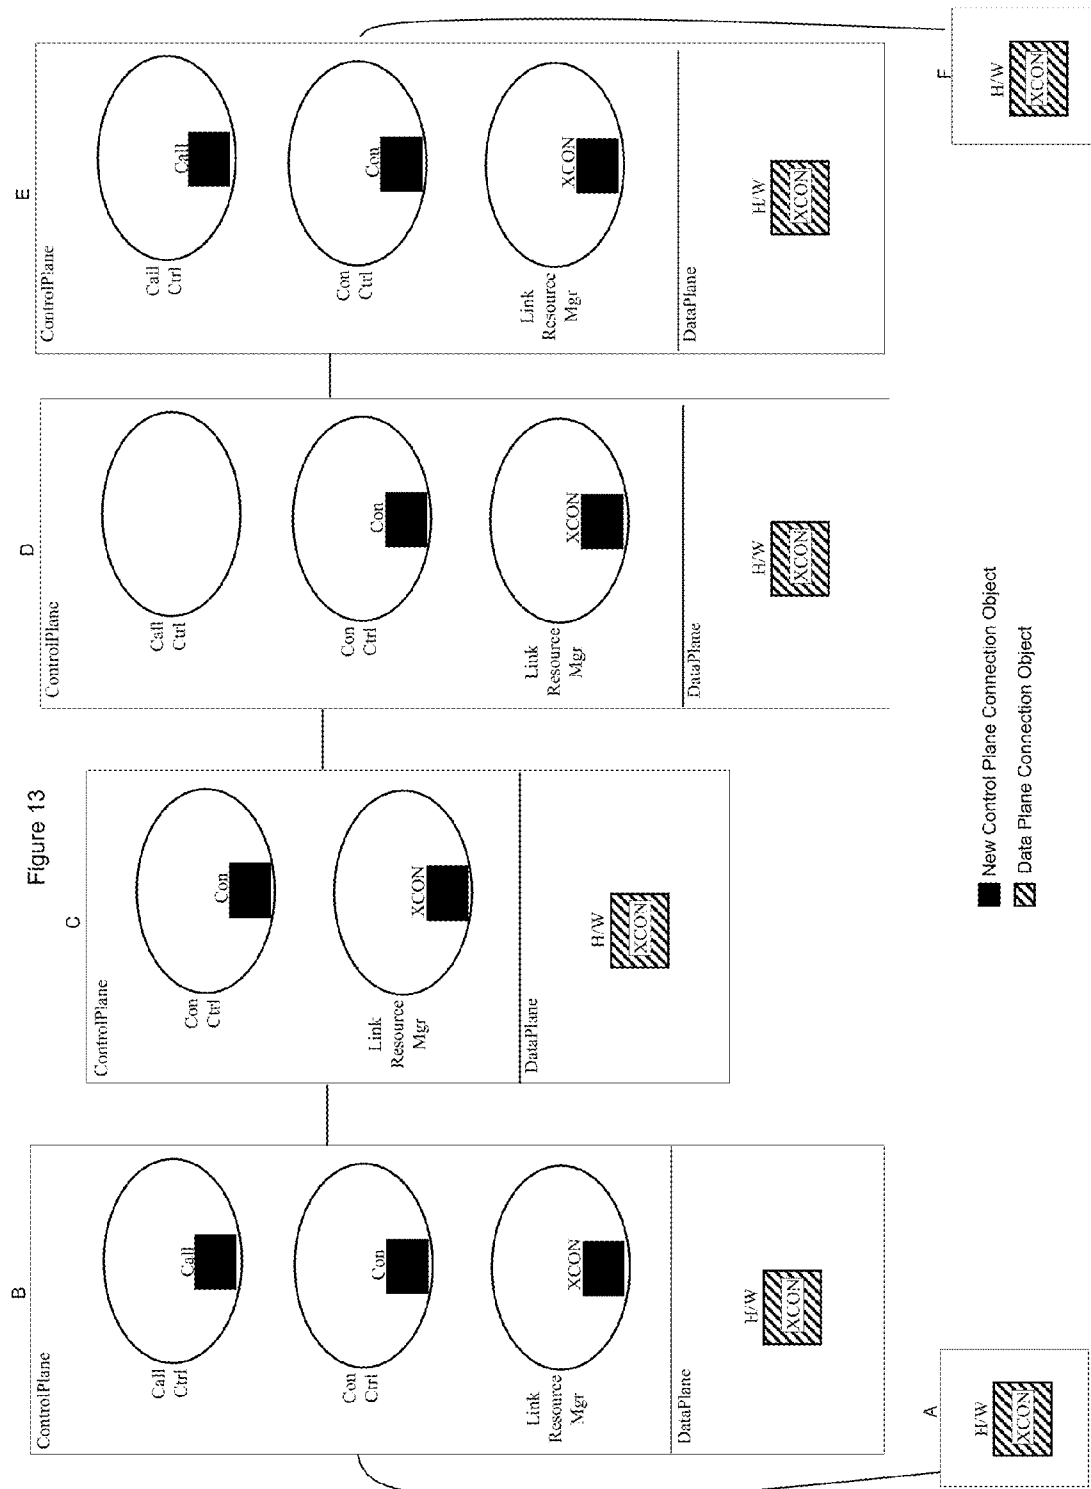 Figure 13
A
H/W
XCON
B
ControlPlane
Call
Ctrl
Call
Con
Ctrl
Con
Link
Resource
Mgr
XCON
DataPlane
H/W
XCON
C
ControlPlane
Con
Ctrl
Con
Link
Resource
Mgr
XCON
DataPlane
H/W
XCON
D
ControlPlane
Call
Ctrl
Con
Ctrl
Con
Link
Resource
Mgr
XCON
DataPlane
H/W
XCON
E
ControlPlane
Call
Ctrl
Call
Con
Ctrl
Con
Link
Resource
Mgr
XCON
DataPlane
H/W
XCON
F
H/W
XCON
New Control Plane Connection Object
Data Plane Connection Object